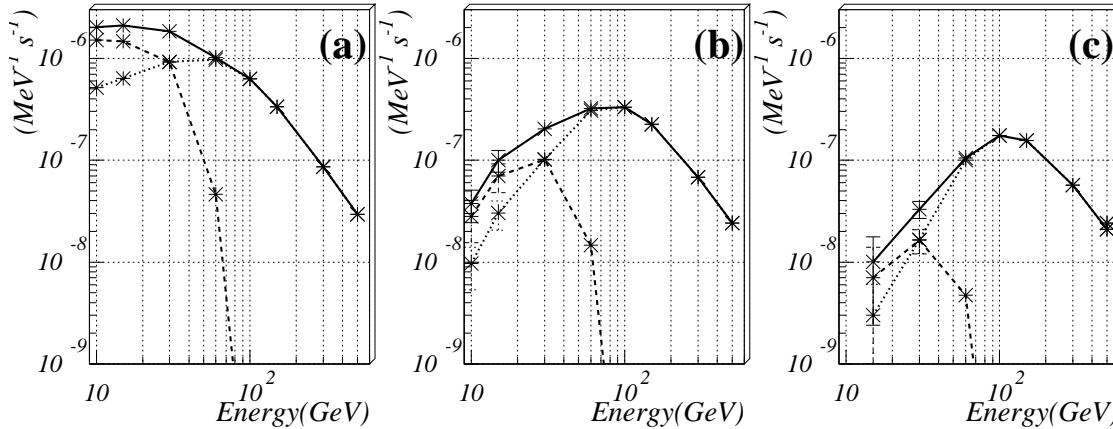 (a)
(b)
(c)
(MeV⁻¹ s⁻¹)
(MeV⁻¹ s⁻¹)
(MeV⁻¹ s⁻¹)
10⁻⁶
10⁻⁶
10⁻⁶
10⁻⁷
10⁻⁷
10⁻⁷
10⁻⁸
10⁻⁸
10⁻⁸
10⁻⁹
10⁻⁹
10⁻⁹
10 10²
10 10²
10 10²
Energy(GeV)
Energy(GeV)
Energy(GeV)